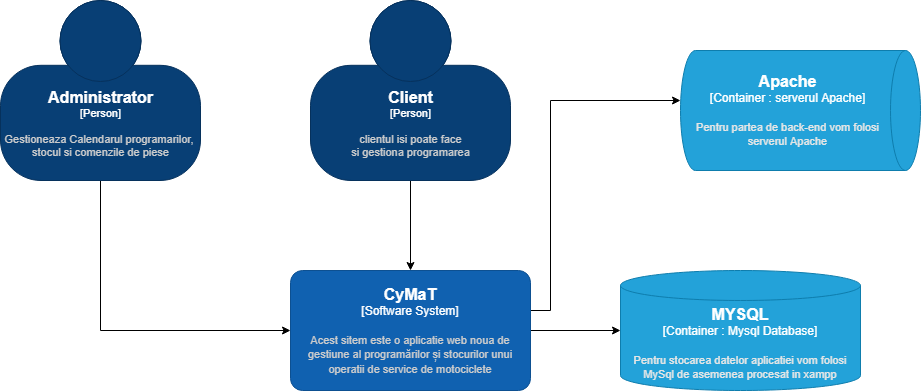 Administrator
[Person]
Gestioneaza Calendarul programarilor,
stocul si comenzile de piese
Client
[Person]
clientul isi poate face
si gestiona programarea
Apache
[Container : serverul Apache]
Pentru partea de back-end vom folosi
serverul Apache
CyMaT
[Software System]
Acest sitem este o aplicatie web noua de
gestiune al programărilor și stocurilor unui
operatii de service de motociclete
MYSQL
[Container : Mysql Database]
Pentru stocarea datelor aplicatiei vom folosi
MySql de asemenea procesat in xampp